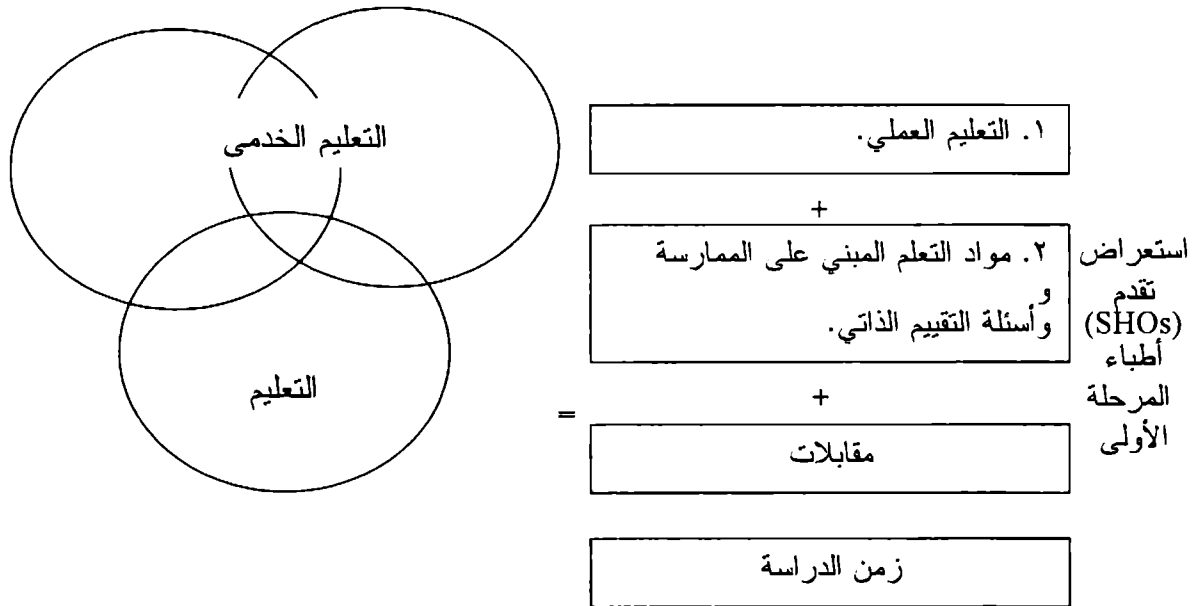 التعليم الخدمى
التعليم
=
١. التعليم العملي.
+
٢. مواد التعلم المبني على الممارسة
و
وأسئلة التقييم الذاتي.
+
مقابلات
زمن الدراسة
استعراض
تقدم
(SHOs)
أطباء
المرحلة
الأولى